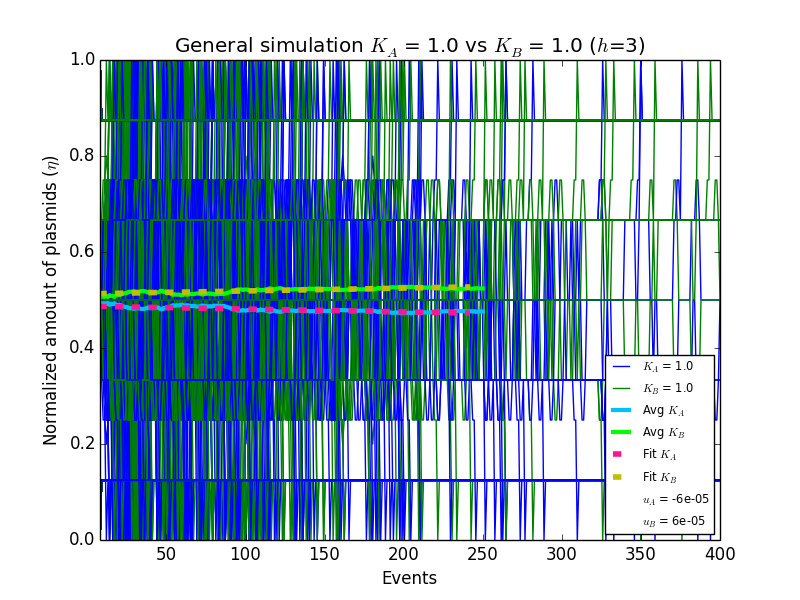 General simulation K_A = 1.0 vs K_B = 1.0 (h=3)
Normalized amount of plasmids (η)
1.0
0.8
0.6
0.4
0.2
0.0
K_A = 1.0
K_B = 1.0
Avg K_A
Avg K_B
Fit K_A
Fit K_B
u_A = -6e-05
u_B = 6e-05
50 100 150 200 250 300 350 400
Events